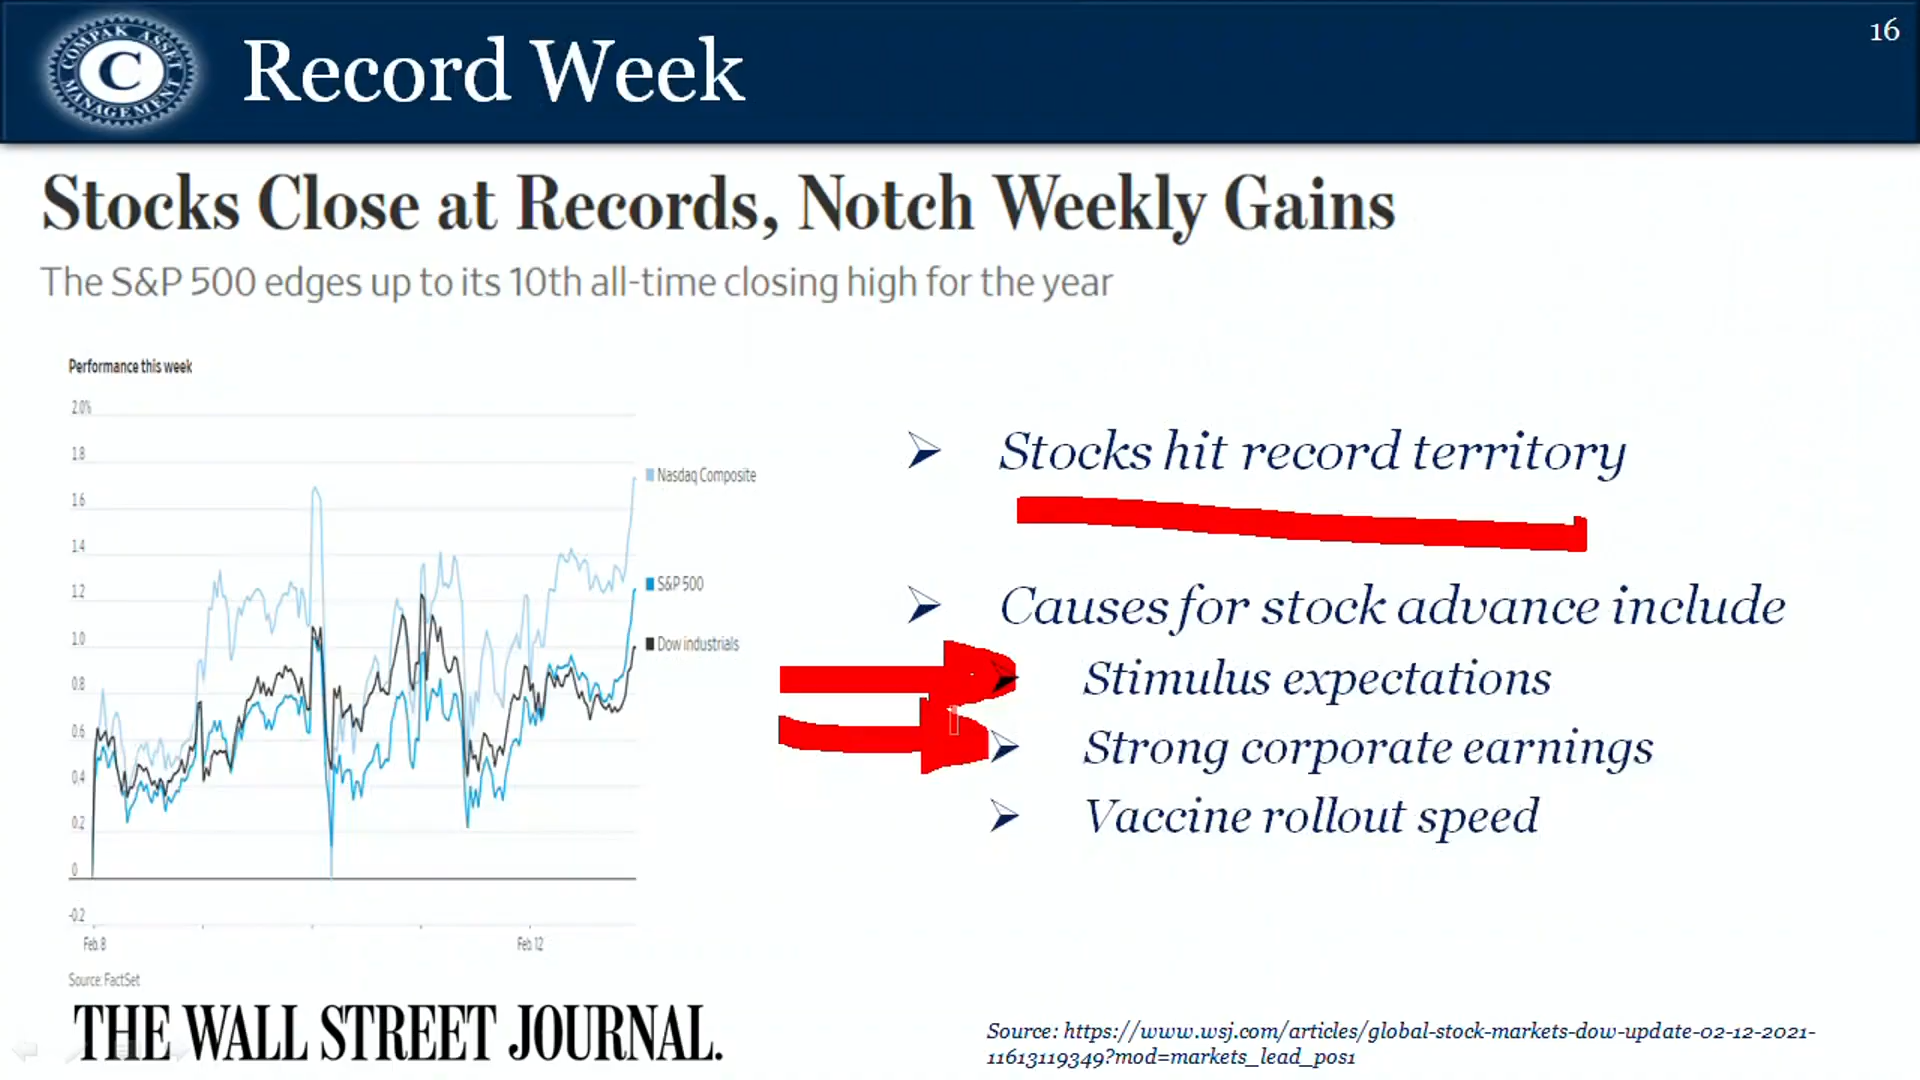 COMPAK ASSET
C
MANAGEMENT
Record Week
16
Stocks Close at Records, Notch Weekly Gains
The S&P 500 edges up to its 10th all-time closing high for the year
Performance this week
2.0%
1.8
1.6
1.4
1.2
1.0
0.8
0.6
0.4
0.2
0
-0.2
Feb. 8
Feb. 12
Nasdaq Composite
S&P 500
Dow industrials
Source: FactSet
THE WALL STREET JOURNAL.
Stocks hit record territory
Causes for stock advance include
Stimulus expectations
Strong corporate earnings
Vaccine rollout speed
Source: https://www.wsj.com/articles/global-stock-markets-dow-update-02-12-2021-
11613119349?mod=markets_lead_pos1